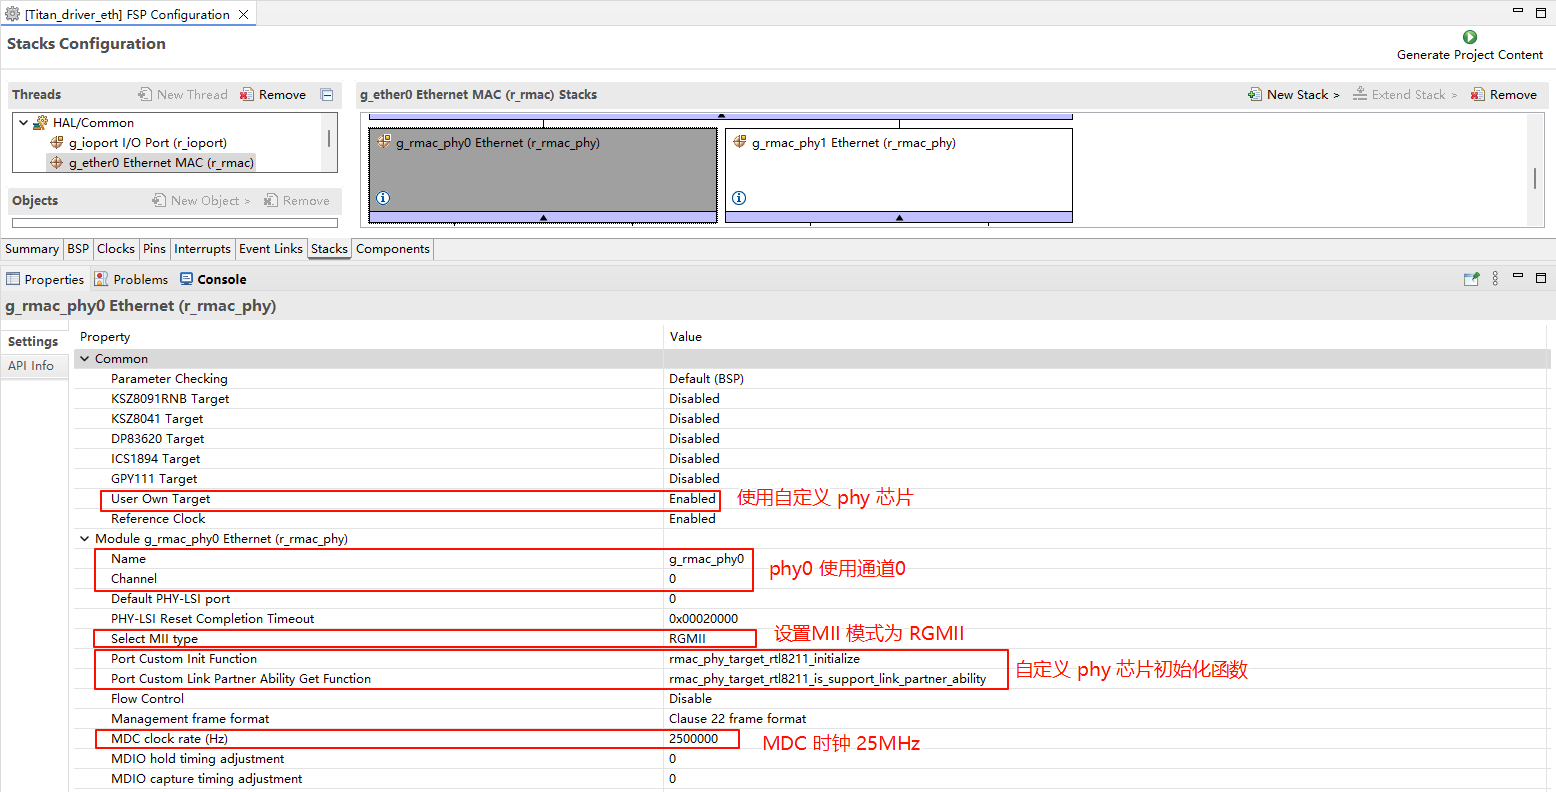 [Titan_driver_eth] FSP Configuration
Stacks Configuration
Generate Project Content
Threads New Thread Remove
g_ether0 Ethernet MAC (r_rmac) Stacks New Stack > Extend Stack > Remove
HAL/Common
g_ioport I/O Port (r_ioport)
g_ether0 Ethernet MAC (r_rmac)
g_rmac_phy0 Ethernet (r_rmac_phy)
g_rmac_phy1 Ethernet (r_rmac_phy)
Objects New Object > Remove
Summary BSP Clocks Pins Interrupts Event Links Stacks Components
Properties Problems Console
g_rmac_phy0 Ethernet (r_rmac_phy)
Settings
API Info
Property Value
Common
Parameter Checking Default (BSP)
KSZ8091RNB Target Disabled
KSZ8041 Target Disabled
DP83620 Target Disabled
ICS1894 Target Disabled
GPY111 Target Disabled
User Own Target Enabled 使用自定义 phy 芯片
Reference Clock Enabled
Module g_rmac_phy0 Ethernet (r_rmac_phy)
Name g_rmac_phy0
phy0 使用通道0
Channel 0
Default PHY-LSI port 0
PHY-LSI Reset Completion Timeout 0x00020000
Select MII type RGMII 设置MII 模式为 RGMII
Port Custom Init Function rmac_phy_target_rtl8211_initialize
自定义 phy 芯片初始化函数
Port Custom Link Partner Ability Get Function rmac_phy_target_rtl8211_is_support_link_partner_ability
Flow Control Disable
Management frame format Clause 22 frame format
MDC clock rate (Hz) 2500000 MDC 时钟 25MHz
MDIO hold timing adjustment 0
MDIO capture timing adjustment 0